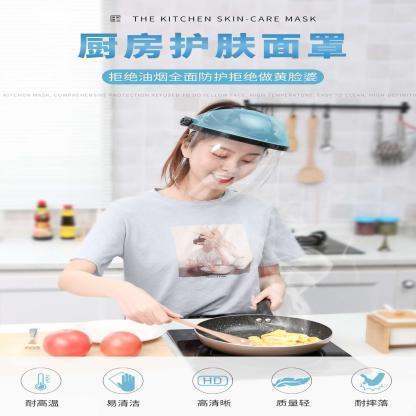 THE KITCHEN SKIN-CARE MASK
厨房护肤面罩
拒绝油烟全面防护拒绝做黄脸婆
KITCHEN MASK, COMPREHENSIVE PROTECTION REFUSED TO DO YELLOW FACE, HIGH TEMPERATURE, EASY TO CLEAN, HIGH DEFINITION
HD
耐高温
易清洁
高清晰
质量轻
耐摔落